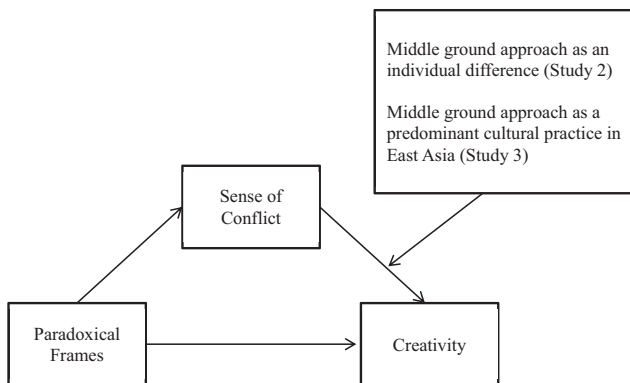 Middle ground approach as an
individual difference (Study 2)
Middle ground approach as a
predominant cultural practice in
East Asia (Study 3)
Sense of
Conflict
Paradoxical
Frames
Creativity